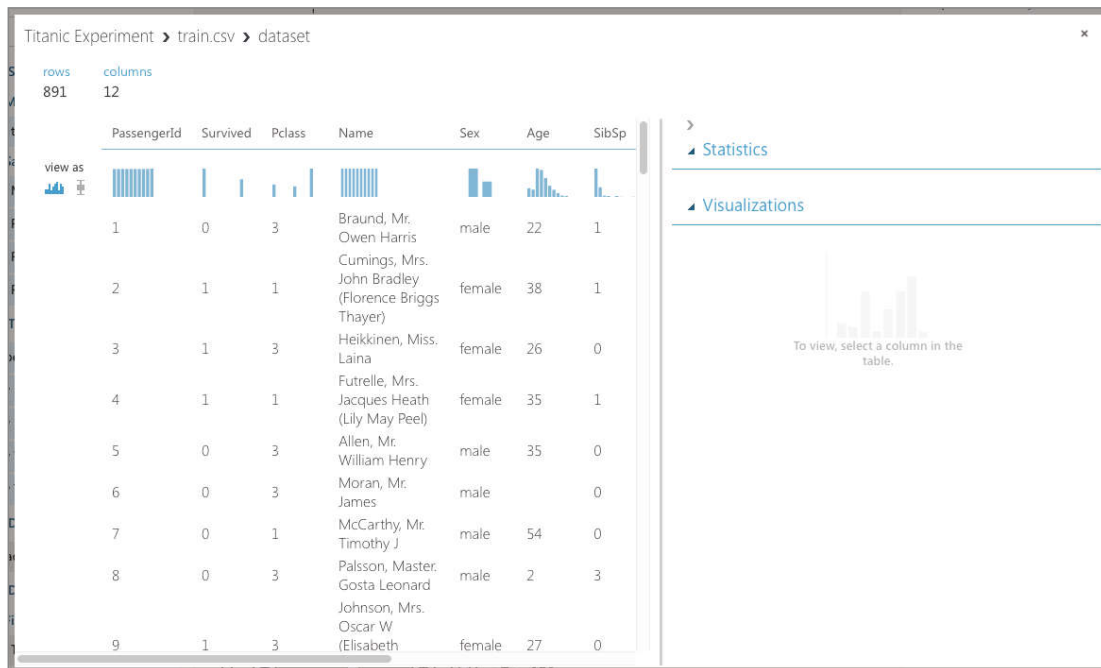 Titanic Experiment › train.csv › dataset
×
rows columns
891 12
PassengerId Survived Pclass Name Sex Age SibSp
view as
1 0 3 Braund, Mr. Owen Harris male 22 1
2 1 1 Cumings, Mrs. John Bradley (Florence Briggs Thayer) female 38 1
3 1 3 Heikkinen, Miss. Laina female 26 0
4 1 1 Futrelle, Mrs. Jacques Heath (Lily May Peel) female 35 1
5 0 3 Allen, Mr. William Henry male 35 0
6 0 3 Moran, Mr. James male 0
7 0 1 McCarthy, Mr. Timothy J male 54 0
8 0 3 Palsson, Master. Gosta Leonard male 2 3
9 1 3 Johnson, Mrs. Oscar W (Elisabeth female 27 0
Statistics
Visualizations
To view, select a column in the
table.